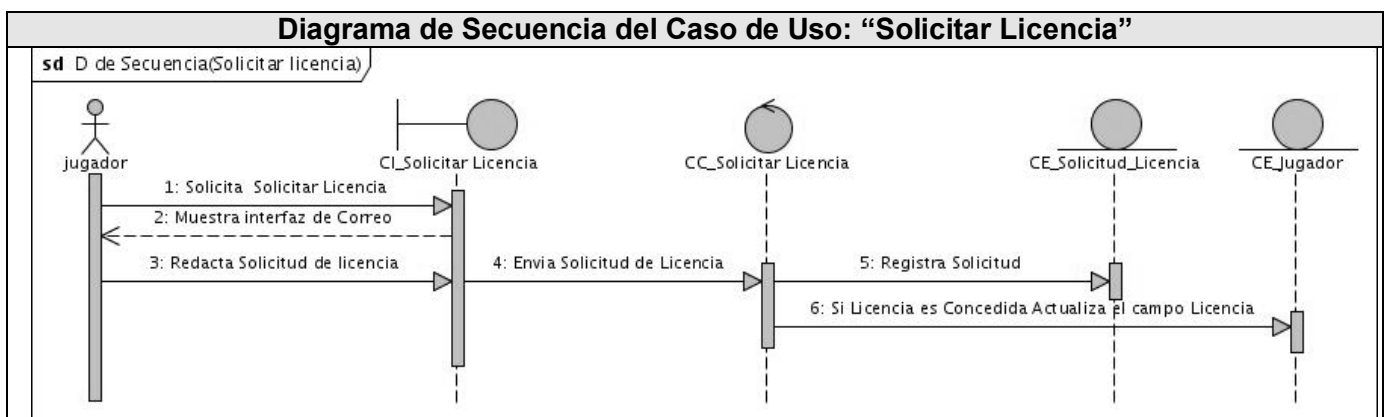 Diagrama de Secuencia del Caso de Uso: “Solicitar Licencia”
sd D de Secuencia(Solicitar licencia)
jugador
CI_Solicitar Licencia
CC_Solicitar Licencia
CE_Solicitud_Licencia
CE_Jugador
1: Solicita Solicitar Licencia
2: Muestra interfaz de Correo
3: Redacta Solicitud de licencia
4: Envia Solicitud de Licencia
5: Registra Solicitud
6: Si Licencia es Concedida Actualiza el campo Licencia